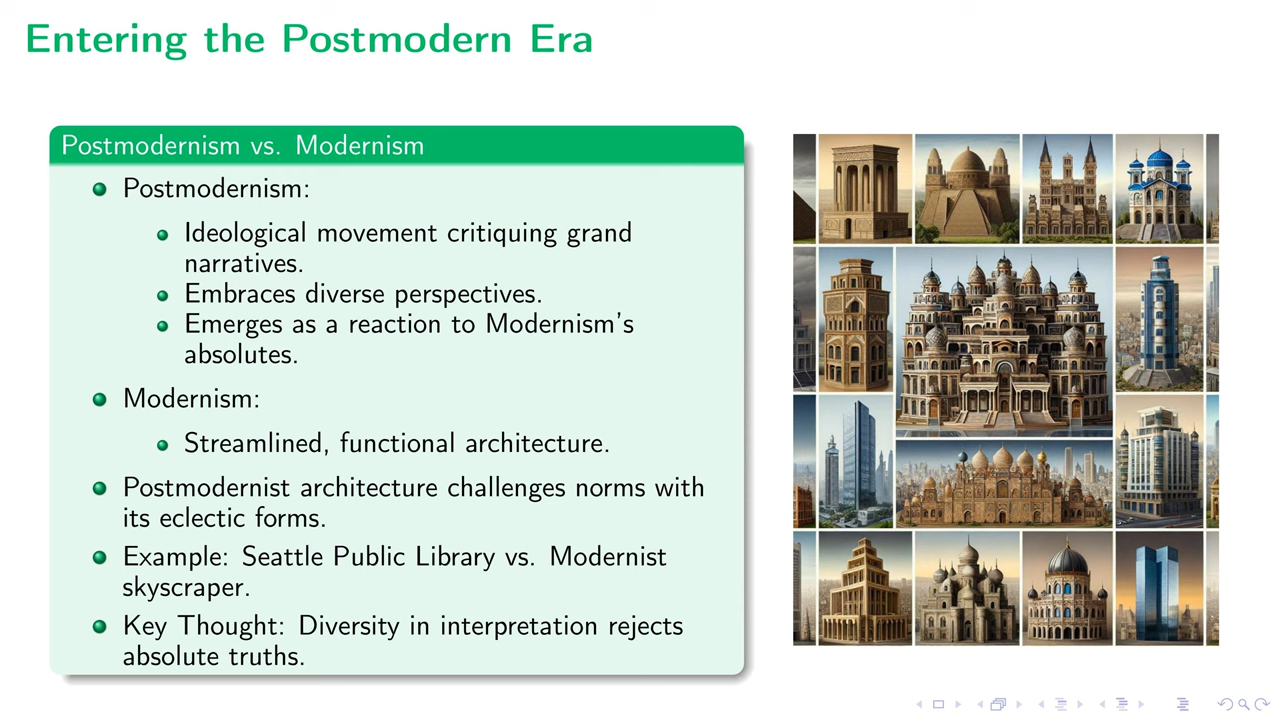 Entering the Postmodern Era
Postmodernism vs. Modernism
Postmodernism:
Ideological movement critiquing grand
narratives.
Embraces diverse perspectives.
Emerges as a reaction to Modernism's
absolutes.
Modernism:
Streamlined, functional architecture.
Postmodernist architecture challenges norms with
its eclectic forms.
Example: Seattle Public Library vs. Modernist
skyscraper.
Key Thought: Diversity in interpretation rejects
absolute truths.